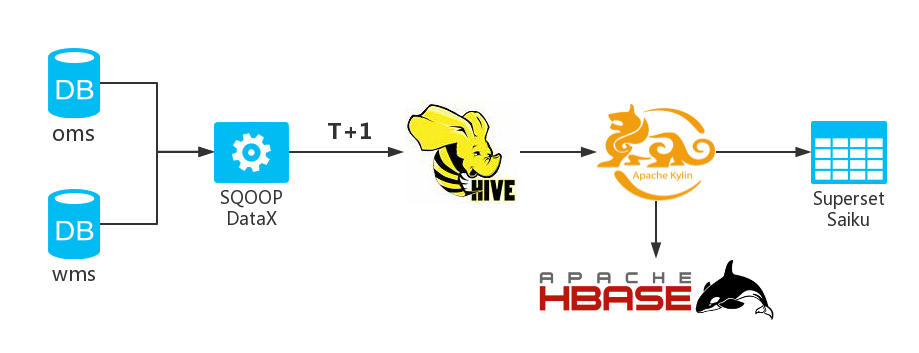 DB
oms
DB
wms
SQOOP
DataX
T+1
HIVE
Apache Kylin
Superset
Saiku
APACHE
HBASE